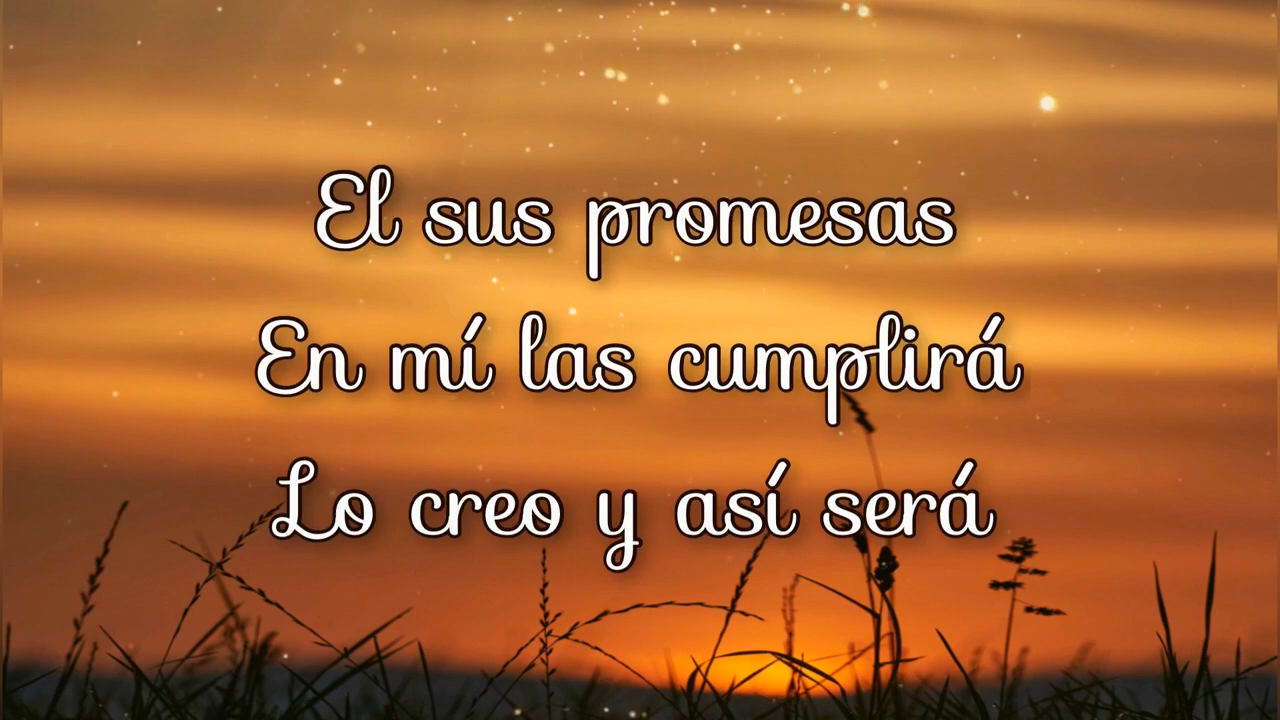 El sus promesas
En mí las cumplirá
Lo creo y así será